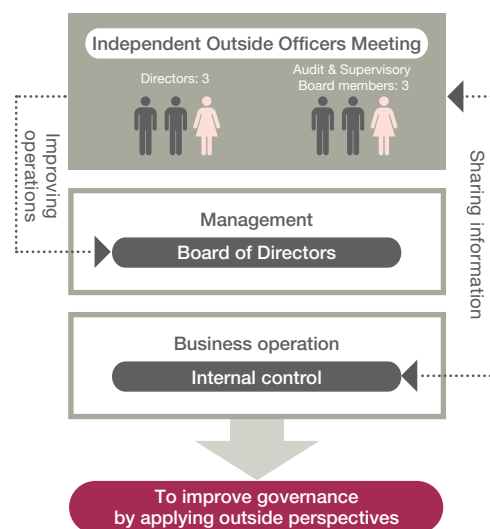 Independent Outside Officers Meeting
Directors: 3
Audit & Supervisory
Board members: 3
Improving
operations
Sharing information
Management
Board of Directors
Business operation
Internal control
To improve governance
by applying outside perspectives